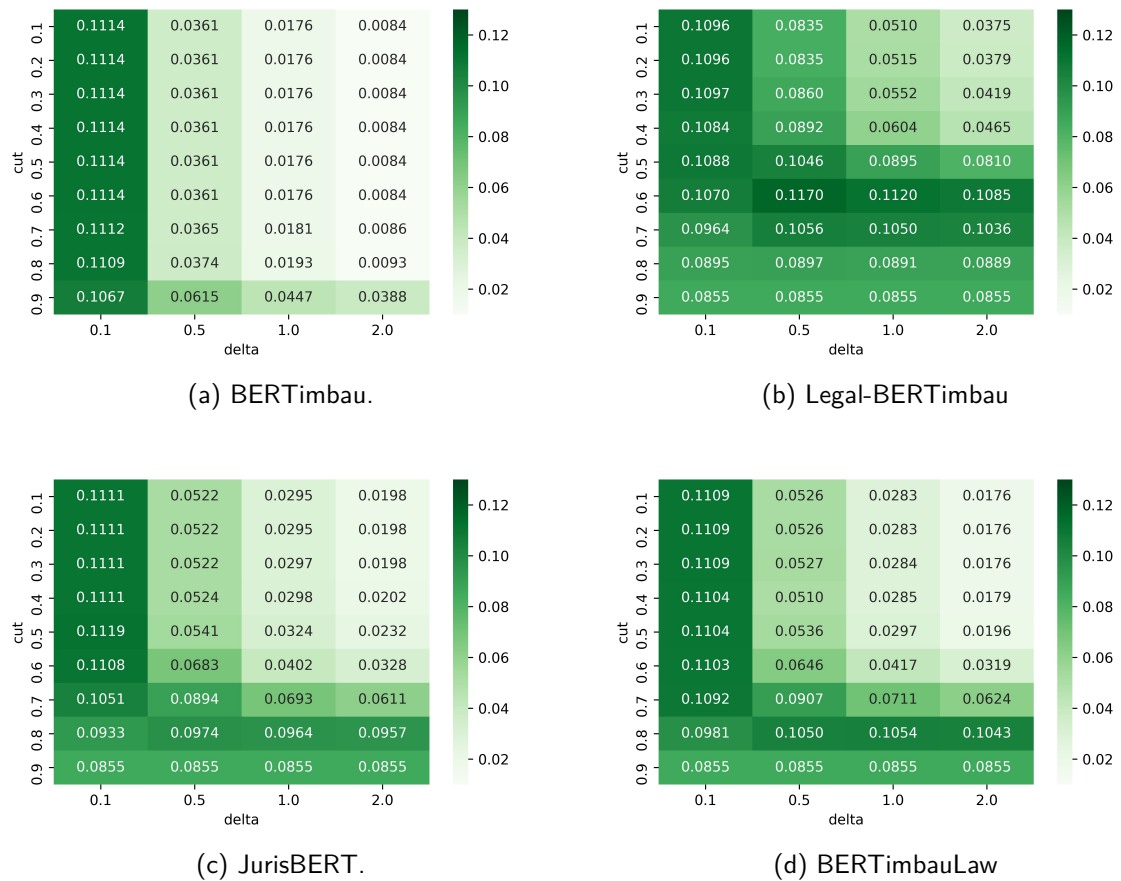 0.1 0.1114 0.0361 0.0176 0.0084 0.12
0.2 0.1114 0.0361 0.0176 0.0084
0.3 0.1114 0.0361 0.0176 0.0084 0.10
0.4 0.1114 0.0361 0.0176 0.0084 0.08
cut 0.5 0.1114 0.0361 0.0176 0.0084
0.6 0.1114 0.0361 0.0176 0.0084 0.06
0.7 0.1112 0.0365 0.0181 0.0086 0.04
0.8 0.1109 0.0374 0.0193 0.0093
0.9 0.1067 0.0615 0.0447 0.0388 0.02
0.1 0.5 1.0 2.0
delta
(a) BERTimbau.
0.1 0.1096 0.0835 0.0510 0.0375 0.12
0.2 0.1096 0.0835 0.0515 0.0379
0.3 0.1097 0.0860 0.0552 0.0419 0.10
0.4 0.1084 0.0892 0.0604 0.0465 0.08
cut 0.5 0.1088 0.1046 0.0895 0.0810
0.6 0.1070 0.1170 0.1120 0.1085 0.06
0.7 0.0964 0.1056 0.1050 0.1036 0.04
0.8 0.0895 0.0897 0.0891 0.0889
0.9 0.0855 0.0855 0.0855 0.0855 0.02
0.1 0.5 1.0 2.0
delta
(b) Legal-BERTimbau
0.1 0.1111 0.0522 0.0295 0.0198 0.12
0.2 0.1111 0.0522 0.0295 0.0198
0.3 0.1111 0.0522 0.0297 0.0198 0.10
0.4 0.1111 0.0524 0.0298 0.0202 0.08
cut 0.5 0.1119 0.0541 0.0324 0.0232
0.6 0.1108 0.0683 0.0402 0.0328 0.06
0.7 0.1051 0.0894 0.0693 0.0611 0.04
0.8 0.0933 0.0974 0.0964 0.0957
0.9 0.0855 0.0855 0.0855 0.0855 0.02
0.1 0.5 1.0 2.0
delta
(c) JurisBERT.
0.1 0.1109 0.0526 0.0283 0.0176 0.12
0.2 0.1109 0.0526 0.0283 0.0176
0.3 0.1109 0.0527 0.0284 0.0176 0.10
0.4 0.1104 0.0510 0.0285 0.0179 0.08
cut 0.5 0.1104 0.0536 0.0297 0.0196
0.6 0.1103 0.0646 0.0417 0.0319 0.06
0.7 0.1092 0.0907 0.0711 0.0624 0.04
0.8 0.0981 0.1050 0.1054 0.1043
0.9 0.0855 0.0855 0.0855 0.0855 0.02
0.1 0.5 1.0 2.0
delta
(d) BERTimbauLaw